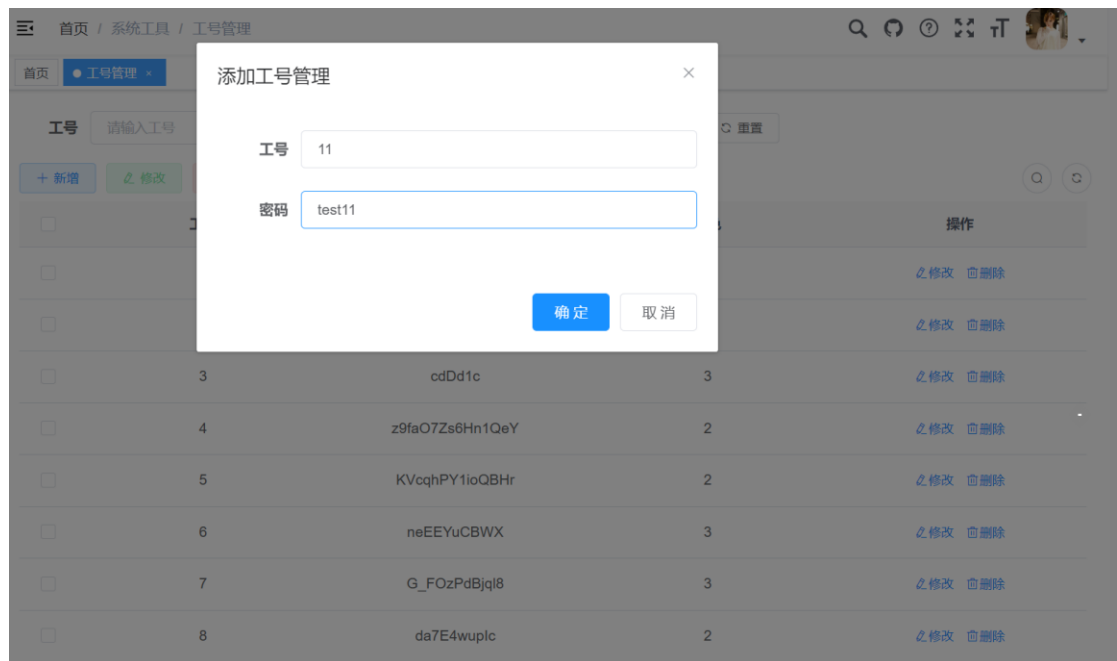 首页 / 系统工具 / 工号管理
首页 工号管理 ×
添加工号管理
工号 请输入工号 重置
工号 11
+ 新增 修改
密码 test11
操作
修改 删除
确定 取消
修改 删除
3 cdDd1c 3 修改 删除
4 z9faO7Zs6Hn1QeY 2 修改 删除
5 KVcqhPY1ioQBHr 2 修改 删除
6 neEEYuCBWX 3 修改 删除
7 G_FOzPdBjql8 3 修改 删除
8 da7E4wuplc 2 修改 删除